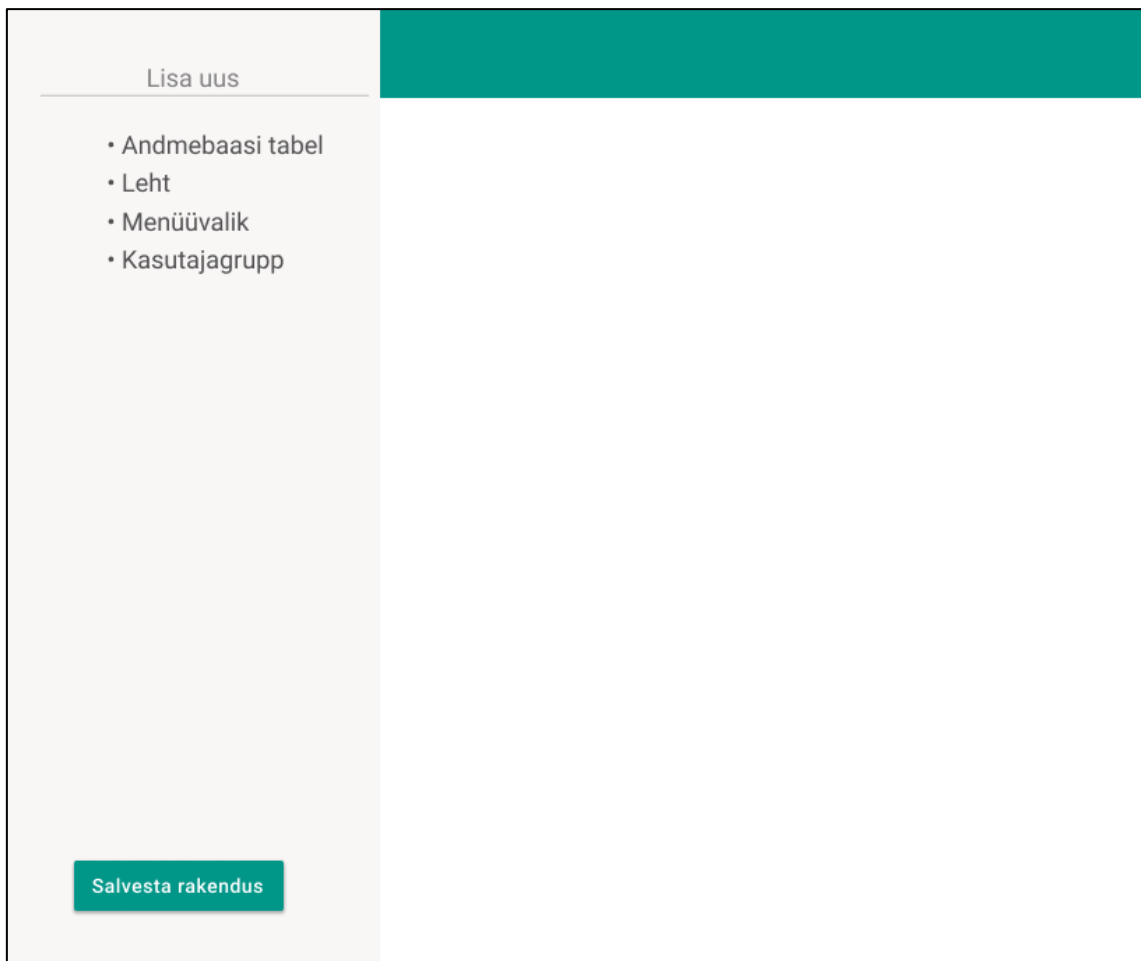 Lisa uus
• Andmebaasi tabel
• Leht
• Menüüvalik
• Kasutajagrupp
Salvesta rakendus